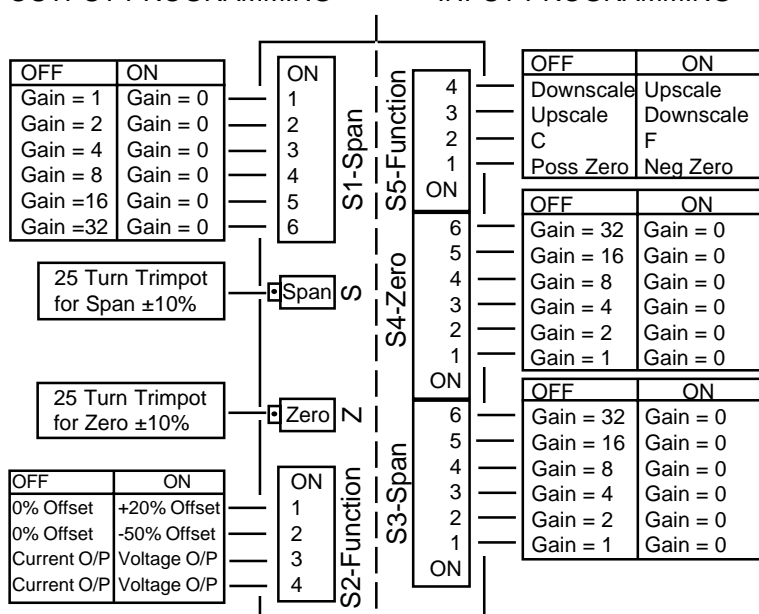 OUTPUT PROGRAMMING
INPUT PROGRAMMING
OFF ON
Gain = 1 Gain = 0
Gain = 2 Gain = 0
Gain = 4 Gain = 0
Gain = 8 Gain = 0
Gain =16 Gain = 0
Gain =32 Gain = 0
ON
1
2
3
4
5
6
S1-Span
25 Turn Trimpot
for Span ±10%
Span
S
25 Turn Trimpot
for Zero ±10%
Zero
Z
OFF ON
0% Offset +20% Offset
0% Offset -50% Offset
Current O/P Voltage O/P
Current O/P Voltage O/P
ON
1
2
3
4
S2-Function
S5-Function
4
3
2
1
ON
OFF ON
Downscale Upscale
Upscale Downscale
C F
Poss Zero Neg Zero
S4-Zero
6
5
4
3
2
1
ON
OFF ON
Gain = 32 Gain = 0
Gain = 16 Gain = 0
Gain = 8 Gain = 0
Gain = 4 Gain = 0
Gain = 2 Gain = 0
Gain = 1 Gain = 0
S3-Span
6
5
4
3
2
1
ON
OFF ON
Gain = 32 Gain = 0
Gain = 16 Gain = 0
Gain = 8 Gain = 0
Gain = 4 Gain = 0
Gain = 2 Gain = 0
Gain = 1 Gain = 0